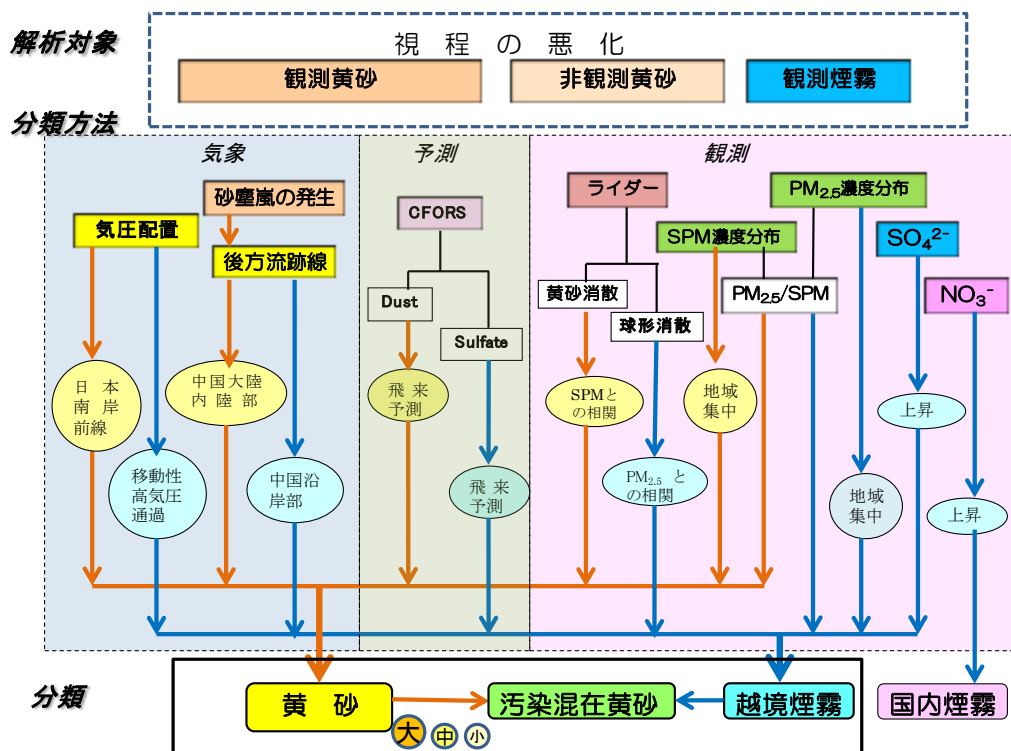 解析対象
視程の悪化
観測黄砂
非観測黄砂
観測煙霧
分類方法
気象
予測
観測
砂塵嵐の発生
気圧配置
後方流跡線
CFORS
ライダー
PM2.5濃度分布
SPM濃度分布
SO₄²⁻
黄砂消散
PM2.5/SPM
NO₃⁻
Dust
球形消散
Sulfate
日本
南岸
前線
中国大陸
内陸部
飛来
予測
SPMと
の相関
地域
集中
上昇
移動性
高気圧
通過
中国沿
岸部
飛来
予測
PM2.5 と
の相関
地域
集中
上昇
分類
黄砂
汚染混在黄砂
越境煙霧
国内煙霧
大
中
小